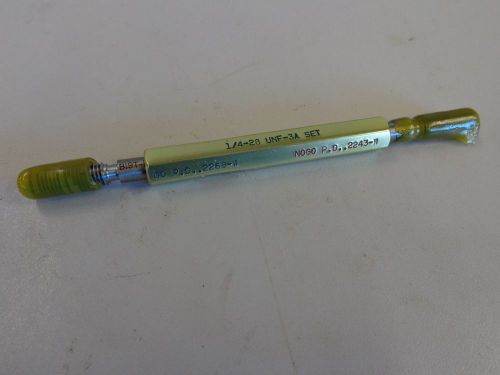 1/4-28 UNF-3A SET
GO P.D..2268-W NOGO P.D..2243-W